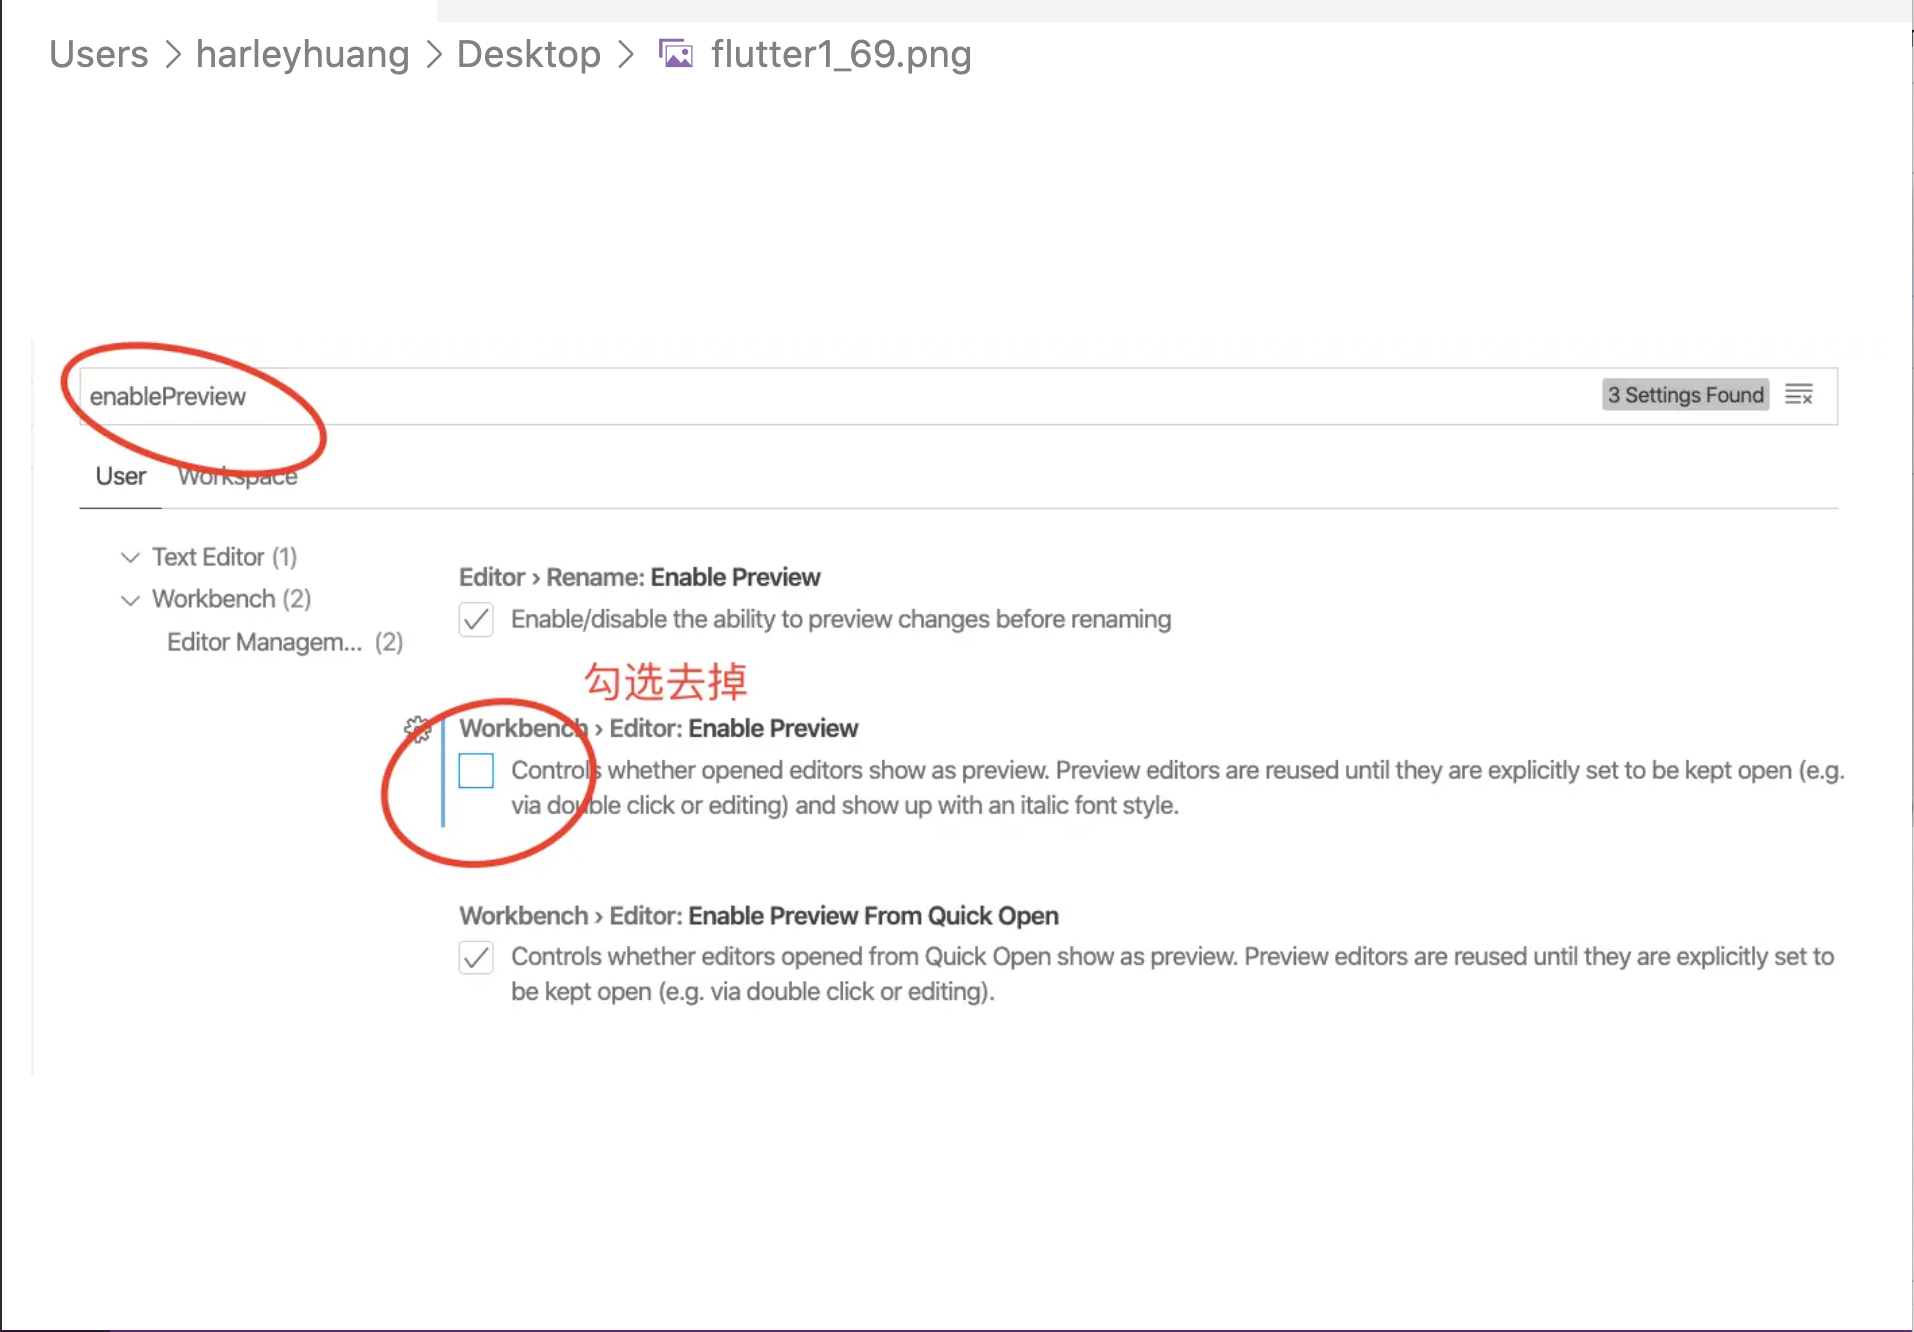 Users > harleyhuang > Desktop > flutter1_69.png
enablePreview
3 Settings Found
User Workspace
Text Editor (1)
Workbench (2)
Editor Managem... (2)
Editor › Rename: Enable Preview
Enable/disable the ability to preview changes before renaming
勾选去掉
Workbench › Editor: Enable Preview
Controls whether opened editors show as preview. Preview editors are reused until they are explicitly set to be kept open (e.g.
via double click or editing) and show up with an italic font style.
Workbench › Editor: Enable Preview From Quick Open
Controls whether editors opened from Quick Open show as preview. Preview editors are reused until they are explicitly set to
be kept open (e.g. via double click or editing).